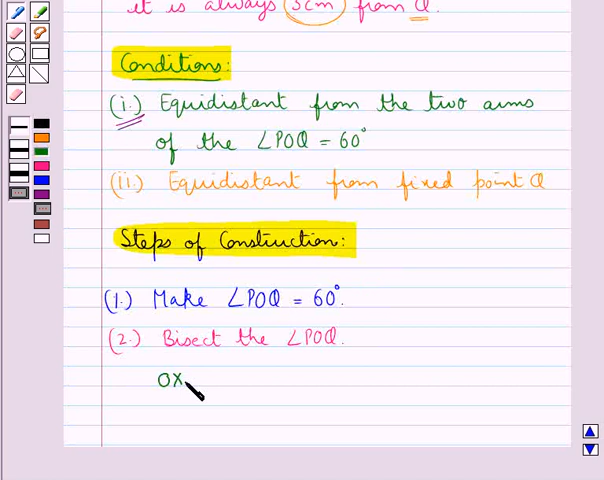 it is always 5cm from Q.
Conditions:
(i.) Equidistant from the two arms
of the ∠POQ = 60°
(ii.) Equidistant from fixed point Q
Steps of Construction:
(1.) Make ∠POQ = 60°.
(2.) Bisect the ∠POQ.
OX